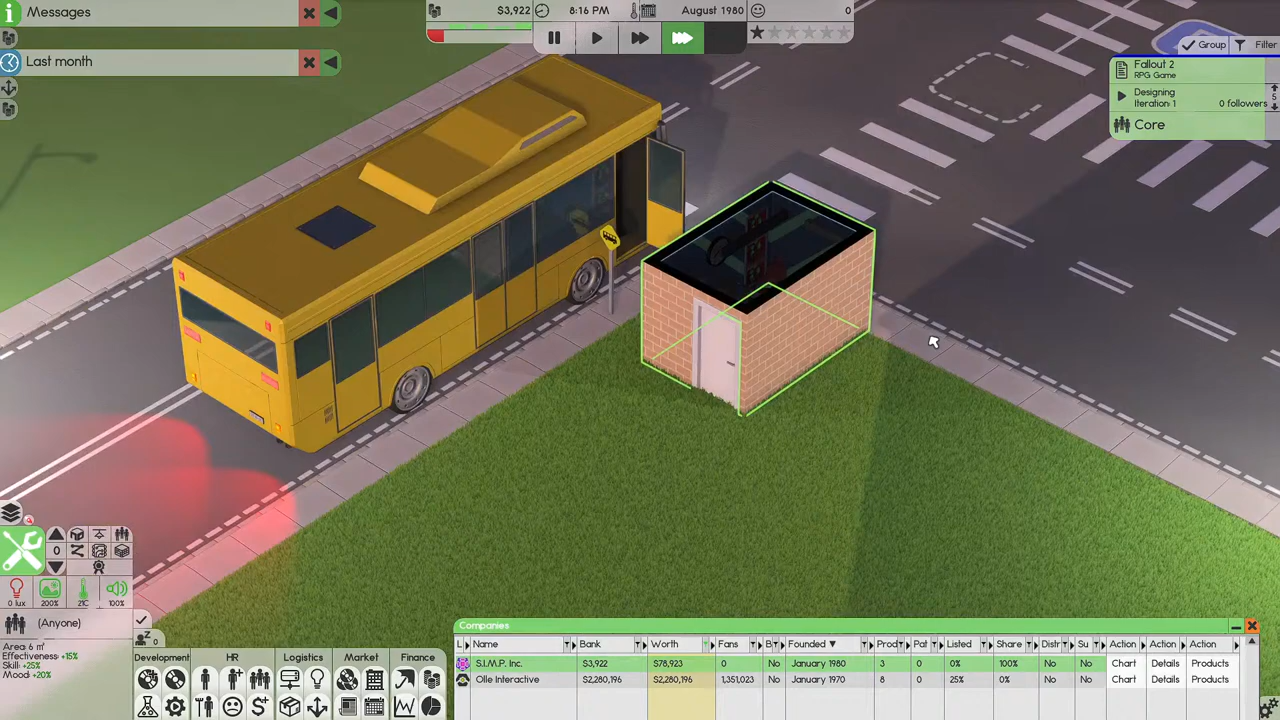 Messages
Last month
$3,922
8:16 PM
August 1980
0
Group
Filter
Fallout 2
RPG Game
Designing
Iteration: 1
0 followers
Core
0
0 lux
200%
21C
100%
(Anyone)
0
Area: 6 m²
Effectiveness: +15%
Skill: +25%
Mood: +20%
Development
HR
Logistics
Market
Finance
Companies
L Name Bank Worth Fans B Founded ▼ Prod Pat Listed Share Distr Su Action Action Action
S.I.M.P. Inc. $3,922 $78,923 0 No January 1980 3 0 0% 100% No No Chart Details Products
Olle Interactive $2,280,196 $2,280,196 1,351,023 No January 1970 8 0 25% 0% No No Chart Details Products